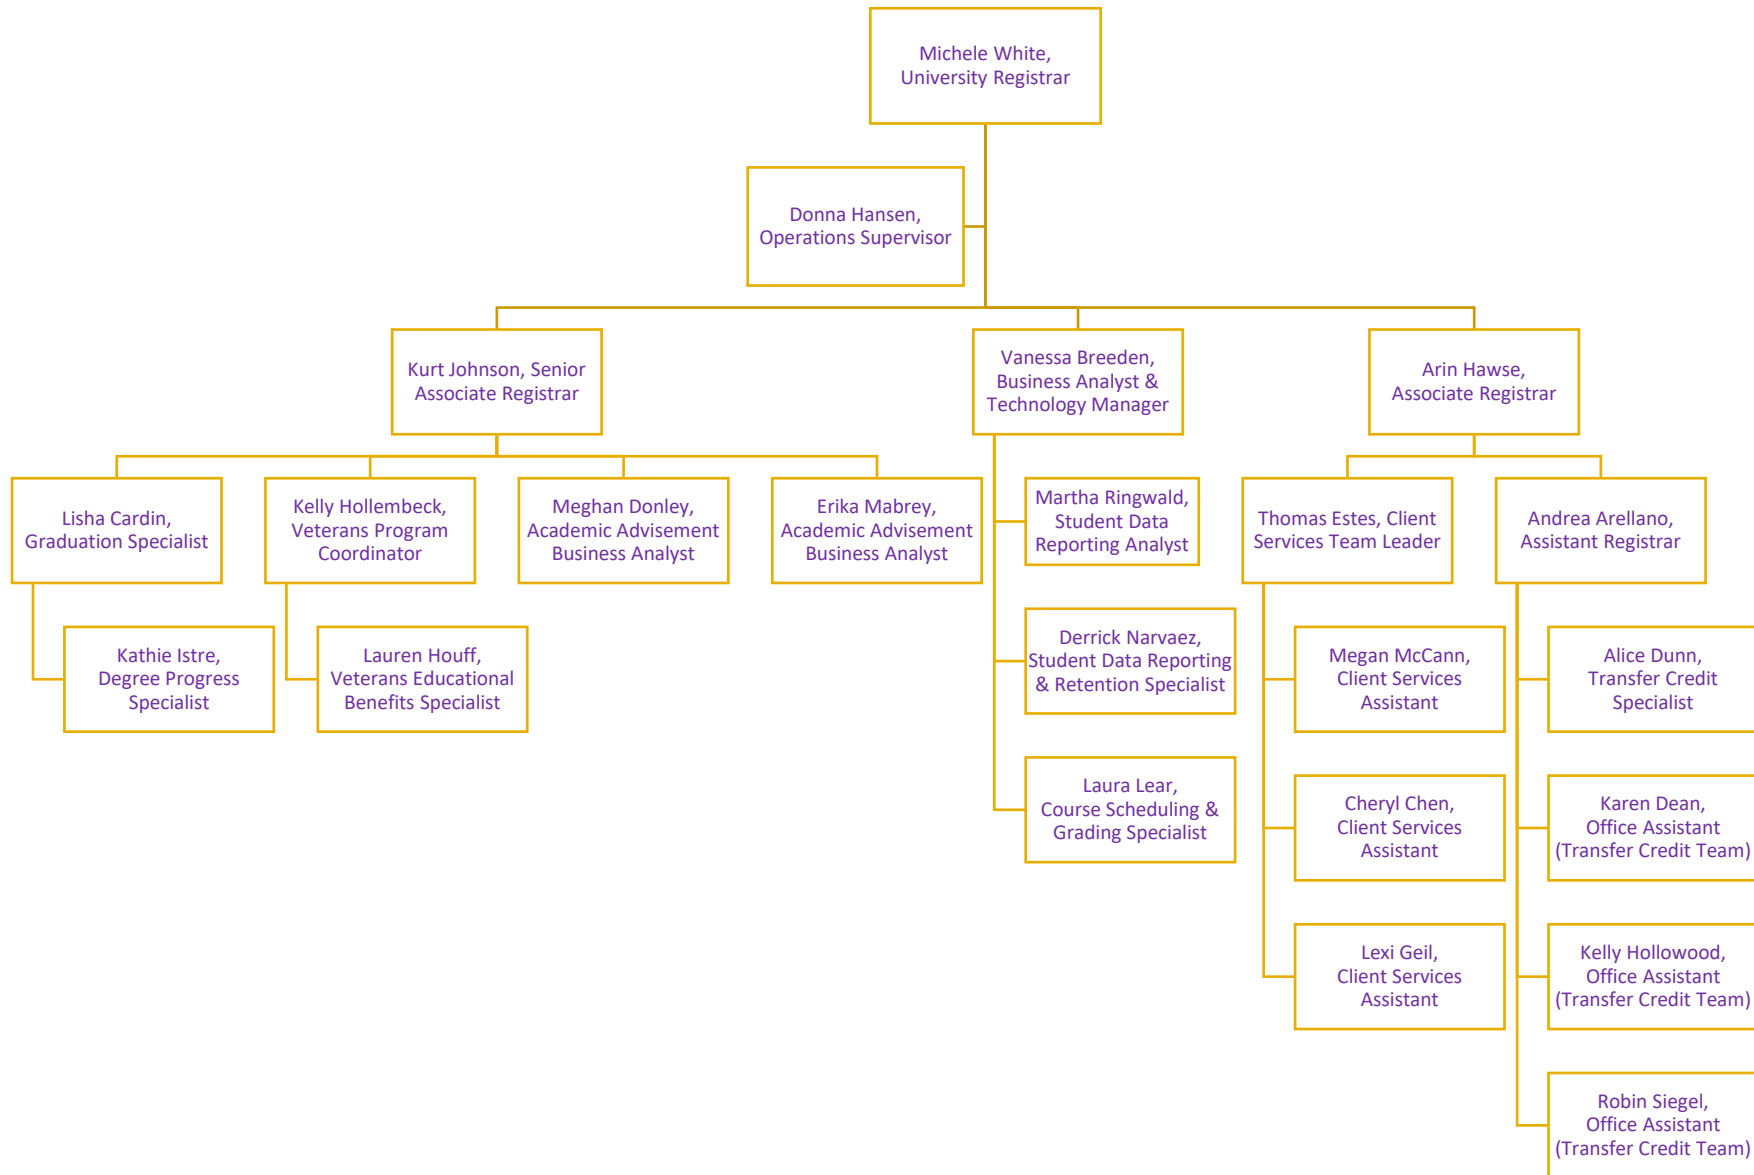 Michele White,
University Registrar
Donna Hansen,
Operations Supervisor
Kurt Johnson, Senior
Associate Registrar
Vanessa Breeden,
Business Analyst &
Technology Manager
Arin Hawse,
Associate Registrar
Lisha Cardin,
Graduation Specialist
Kelly Hollembeck,
Veterans Program
Coordinator
Meghan Donley,
Academic Advisement
Business Analyst
Erika Mabrey,
Academic Advisement
Business Analyst
Martha Ringwald,
Student Data
Reporting Analyst
Thomas Estes, Client
Services Team Leader
Andrea Arellano,
Assistant Registrar
Kathie Istre,
Degree Progress
Specialist
Lauren Houff,
Veterans Educational
Benefits Specialist
Derrick Narvaez,
Student Data Reporting
& Retention Specialist
Megan McCann,
Client Services
Assistant
Alice Dunn,
Transfer Credit
Specialist
Laura Lear,
Course Scheduling &
Grading Specialist
Cheryl Chen,
Client Services
Assistant
Karen Dean,
Office Assistant
(Transfer Credit Team)
Lexi Geil,
Client Services
Assistant
Kelly Hollowood,
Office Assistant
(Transfer Credit Team)
Robin Siegel,
Office Assistant
(Transfer Credit Team)